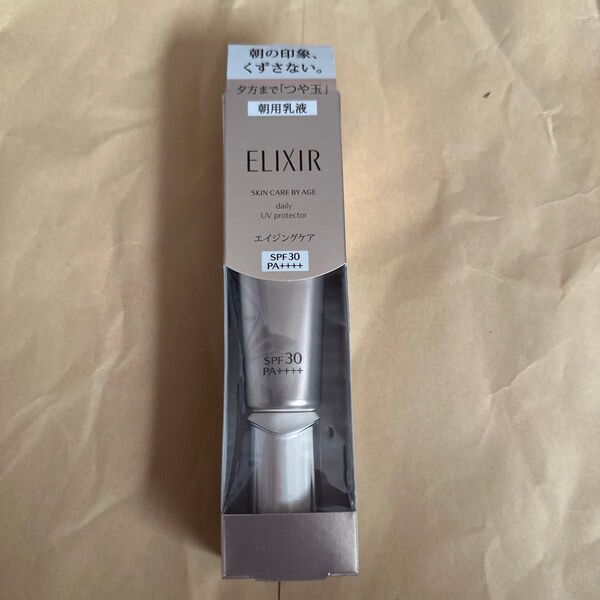 朝の印象、
くずさない。
夕方まで「つや玉」
朝用乳液
ELIXIR
SKIN CARE BY AGE
daily
UV protector
エイジングケア
SPF30
PA++++
SPF30
PA++++